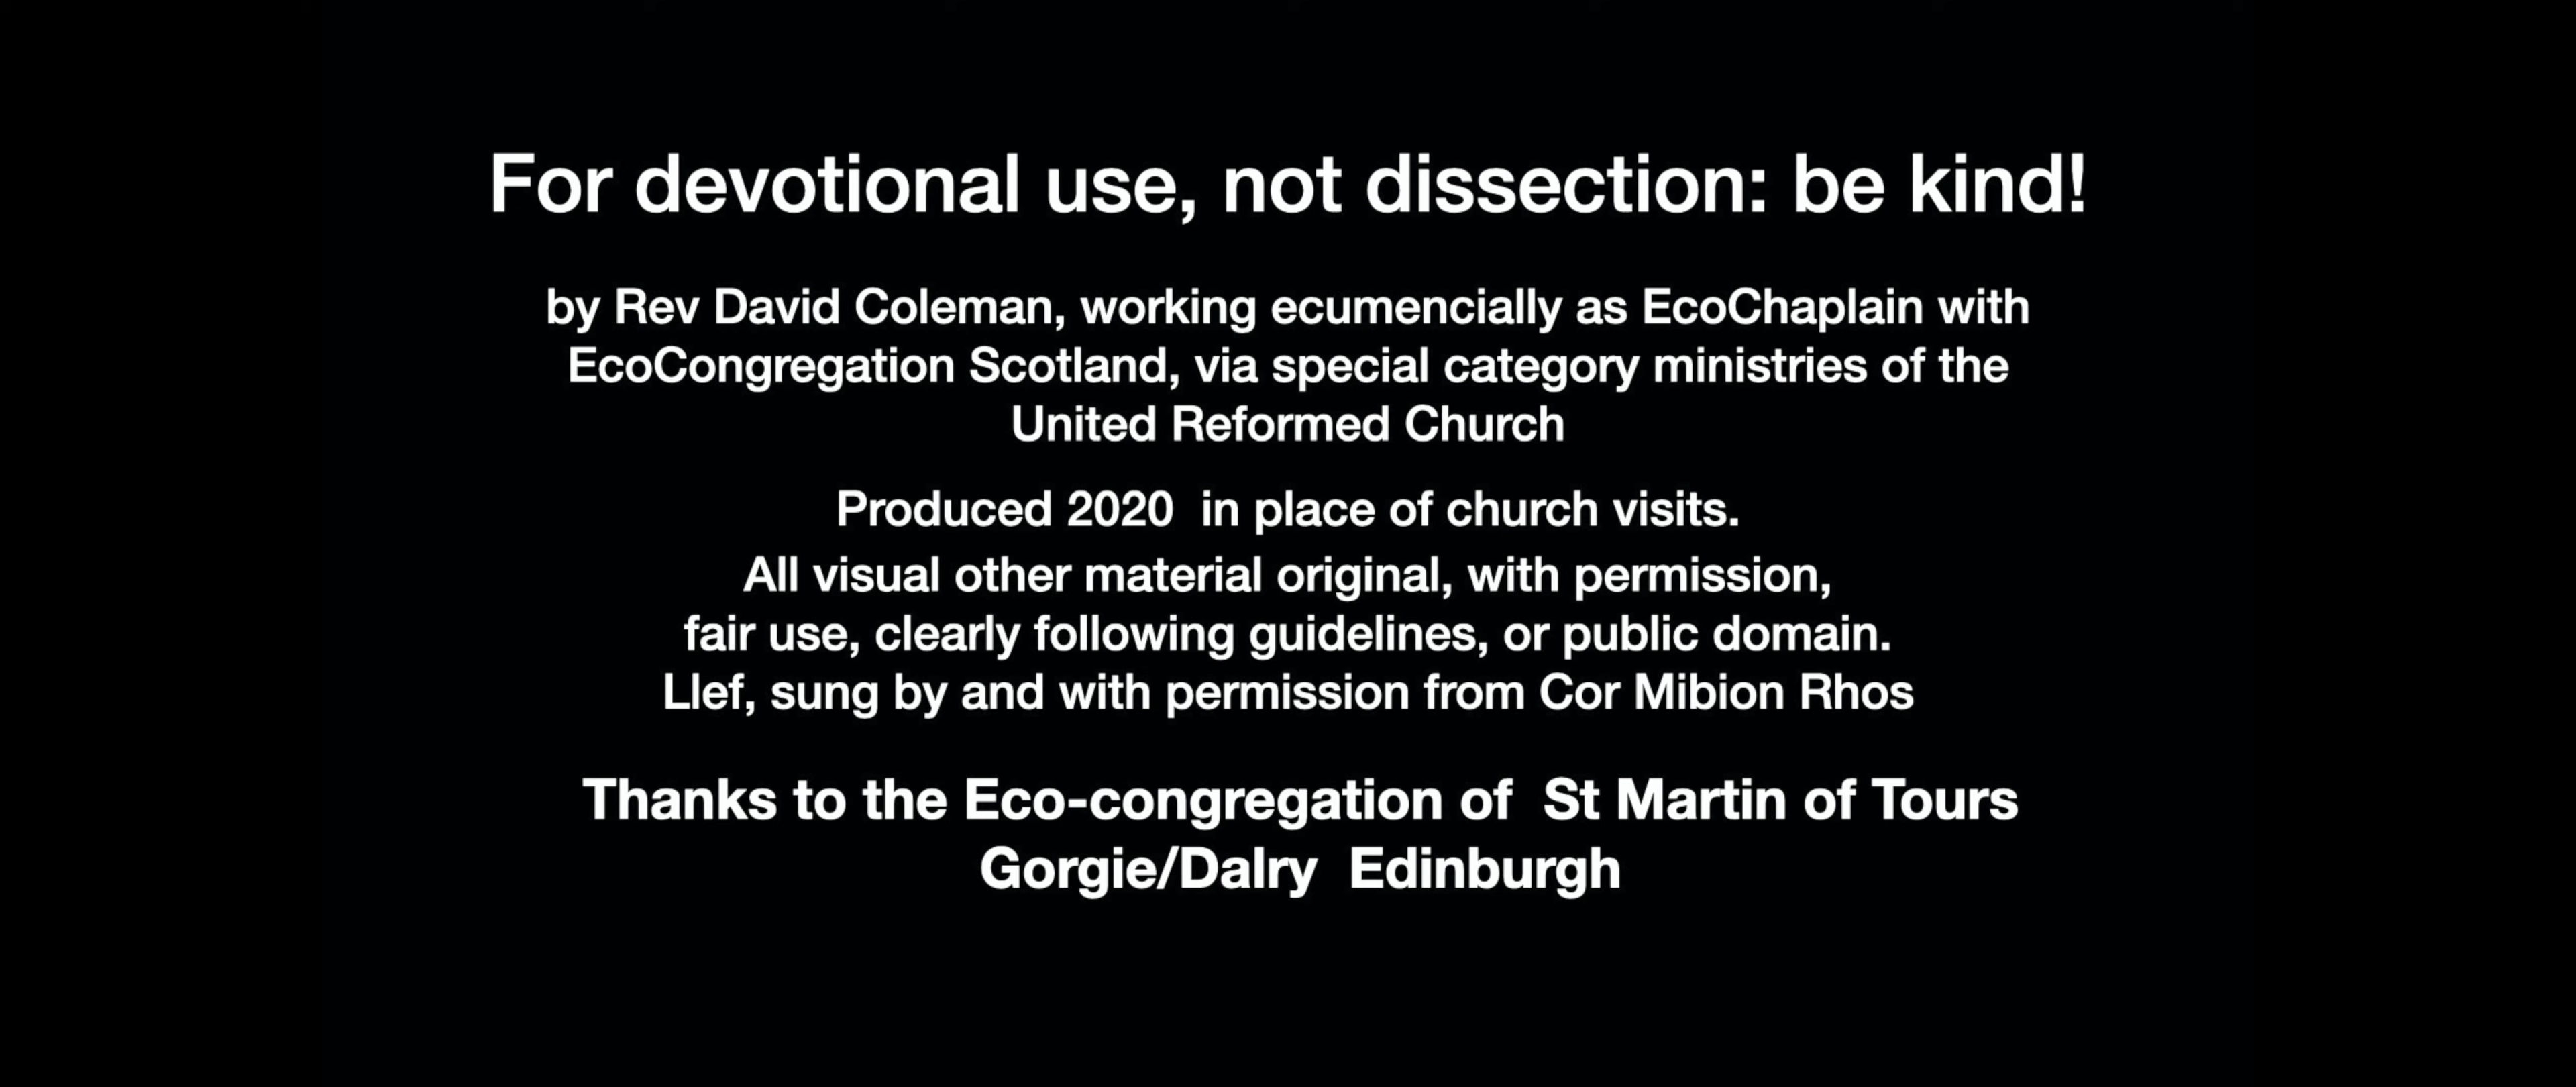 For devotional use, not dissection: be kind!
by Rev David Coleman, working ecumencially as EcoChaplain with
EcoCongregation Scotland, via special category ministries of the
United Reformed Church
Produced 2020  in place of church visits.
All visual other material original, with permission,
fair use, clearly following guidelines, or public domain.
Llef, sung by and with permission from Cor Mibion Rhos
Thanks to the Eco-congregation of  St Martin of Tours
Gorgie/Dalry  Edinburgh